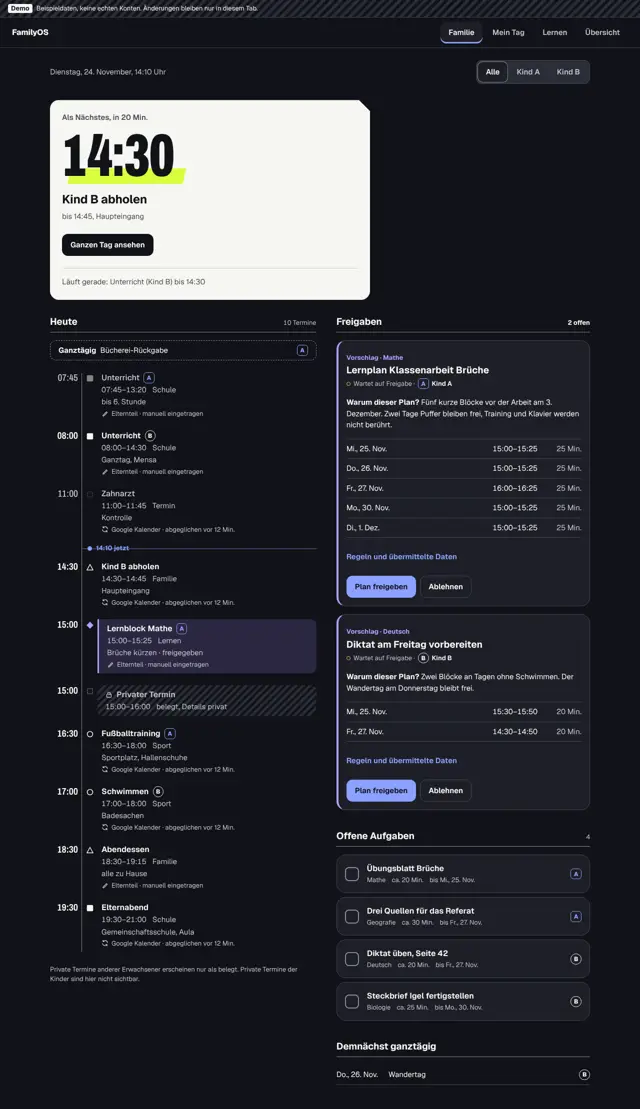 Demo Beispieldaten, keine echten Konten. Änderungen bleiben nur in diesem Tab.
FamilyOS
Familie Mein Tag Lernen Übersicht
Dienstag, 24. November, 14:10 Uhr
Alle Kind A Kind B
Als Nächstes, in 20 Min.
14:30
Kind B abholen
bis 14:45, Haupteingang
Ganzen Tag ansehen
Läuft gerade: Unterricht (Kind B) bis 14:30
Heute 10 Termine
Ganztägig Bücherei-Rückgabe A
07:45 Unterricht A
07:45–13:20 Schule
bis 6. Stunde
Elternteil · manuell eingetragen
08:00 Unterricht B
08:00–14:30 Schule
Ganztag, Mensa
Elternteil · manuell eingetragen
11:00 Zahnarzt
11:00–11:45 Termin
Kontrolle
Google Kalender · abgeglichen vor 12 Min.
14:10 jetzt
14:30 Kind B abholen
14:30–14:45 Familie
Haupteingang
Google Kalender · abgeglichen vor 12 Min.
15:00 Lernblock Mathe A
15:00–15:25 Lernen
Brüche kürzen · freigegeben
Elternteil · manuell eingetragen
15:00 Privater Termin
15:00–16:00 belegt, Details privat
16:30 Fußballtraining A
16:30–18:00 Sport
Sportplatz, Hallenschuhe
Google Kalender · abgeglichen vor 12 Min.
17:00 Schwimmen B
17:00–18:00 Sport
Badesachen
Google Kalender · abgeglichen vor 12 Min.
18:30 Abendessen
18:30–19:15 Familie
alle zu Hause
Elternteil · manuell eingetragen
19:30 Elternabend
19:30–21:00 Schule
Gemeinschaftsschule, Aula
Google Kalender · abgeglichen vor 12 Min.
Private Termine anderer Erwachsener erscheinen nur als belegt. Private Termine der
Kinder sind hier nicht sichtbar.
Freigaben 2 offen
Vorschlag · Mathe
Lernplan Klassenarbeit Brüche
Wartet auf Freigabe · A Kind A
Warum dieser Plan? Fünf kurze Blöcke vor der Arbeit am 3.
Dezember. Zwei Tage Puffer bleiben frei, Training und Klavier werden
nicht berührt.
Mi., 25. Nov. 15:00–15:25 25 Min.
Do., 26. Nov. 15:00–15:25 25 Min.
Fr., 27. Nov. 16:00–16:25 25 Min.
Mo., 30. Nov. 15:00–15:25 25 Min.
Di., 1. Dez. 15:00–15:25 25 Min.
Regeln und übermittelte Daten
Plan freigeben Ablehnen
Vorschlag · Deutsch
Diktat am Freitag vorbereiten
Wartet auf Freigabe · B Kind B
Warum dieser Plan? Zwei Blöcke an Tagen ohne Schwimmen. Der
Wandertag am Donnerstag bleibt frei.
Mi., 25. Nov. 15:30–15:50 20 Min.
Fr., 27. Nov. 14:30–14:50 20 Min.
Regeln und übermittelte Daten
Plan freigeben Ablehnen
Offene Aufgaben 4
Übungsblatt Brüche A
Mathe ca. 20 Min. bis Mi., 25. Nov.
Drei Quellen für das Referat A
Geografie ca. 30 Min. bis Fr., 27. Nov.
Diktat üben, Seite 42 B
Deutsch ca. 20 Min. bis Fr., 27. Nov.
Steckbrief Igel fertigstellen B
Biologie ca. 25 Min. bis Mo., 30. Nov.
Demnächst ganztägig
Do., 26. Nov. Wandertag B